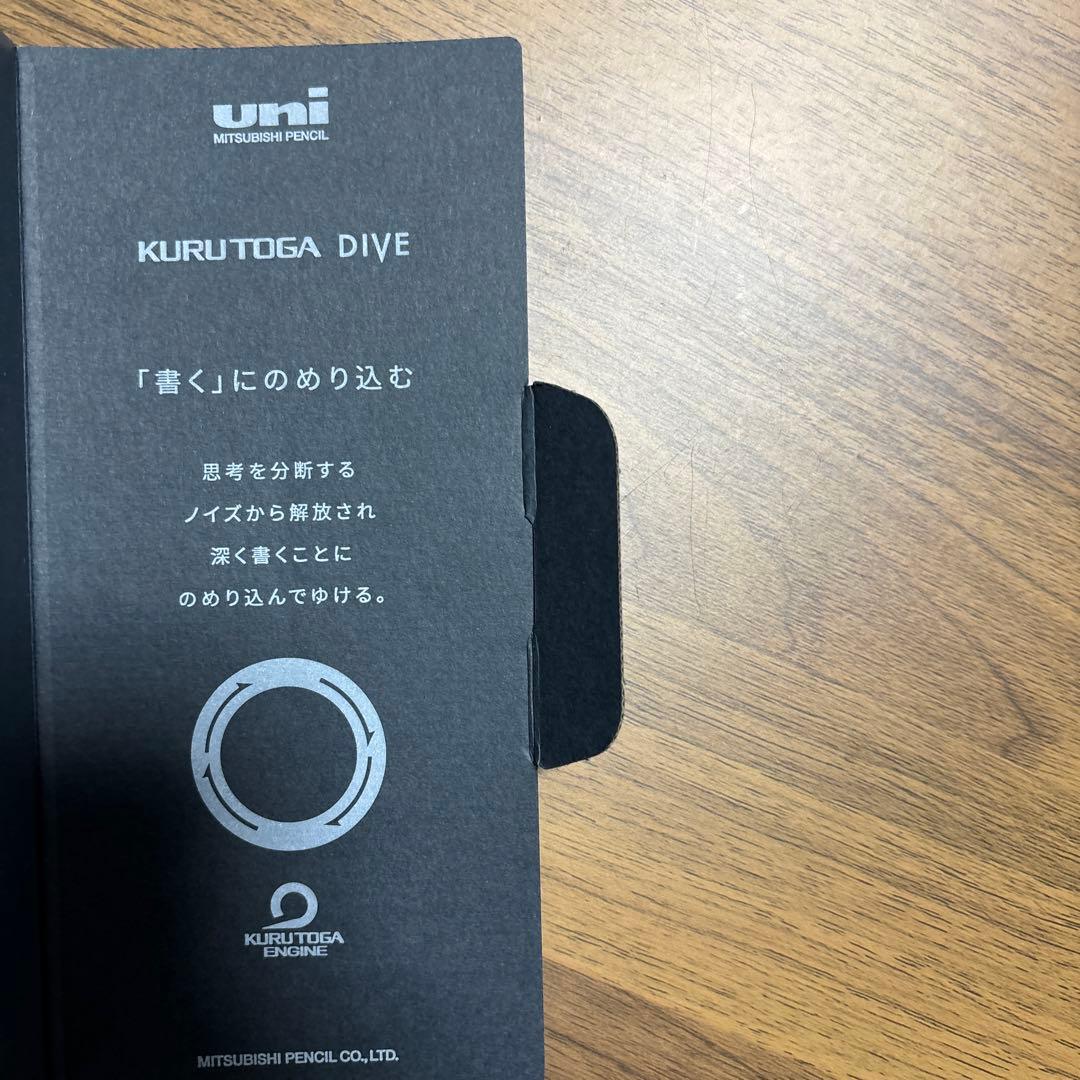 uni
MITSUBISHI PENCIL
KURUTOGA DIVE
「書く」にのめり込む
思考を分断する
ノイズから解放され
深く書くことに
のめり込んでゆける。
KURUTOGA
ENGINE
MITSUBISHI PENCIL CO., LTD.